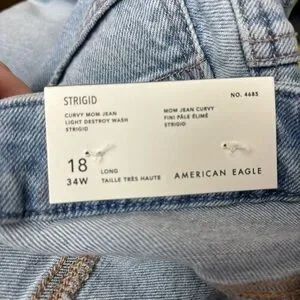 STRIGID
NO. 4685
CURVY MOM JEAN
LIGHT DESTROY WASH
STRIGID
MOM JEAN CURVY
FINI PÂLE ÉLIMÉ
STRIGID
18
34W
LONG
TAILLE TRÈS HAUTE
AMERICAN EAGLE